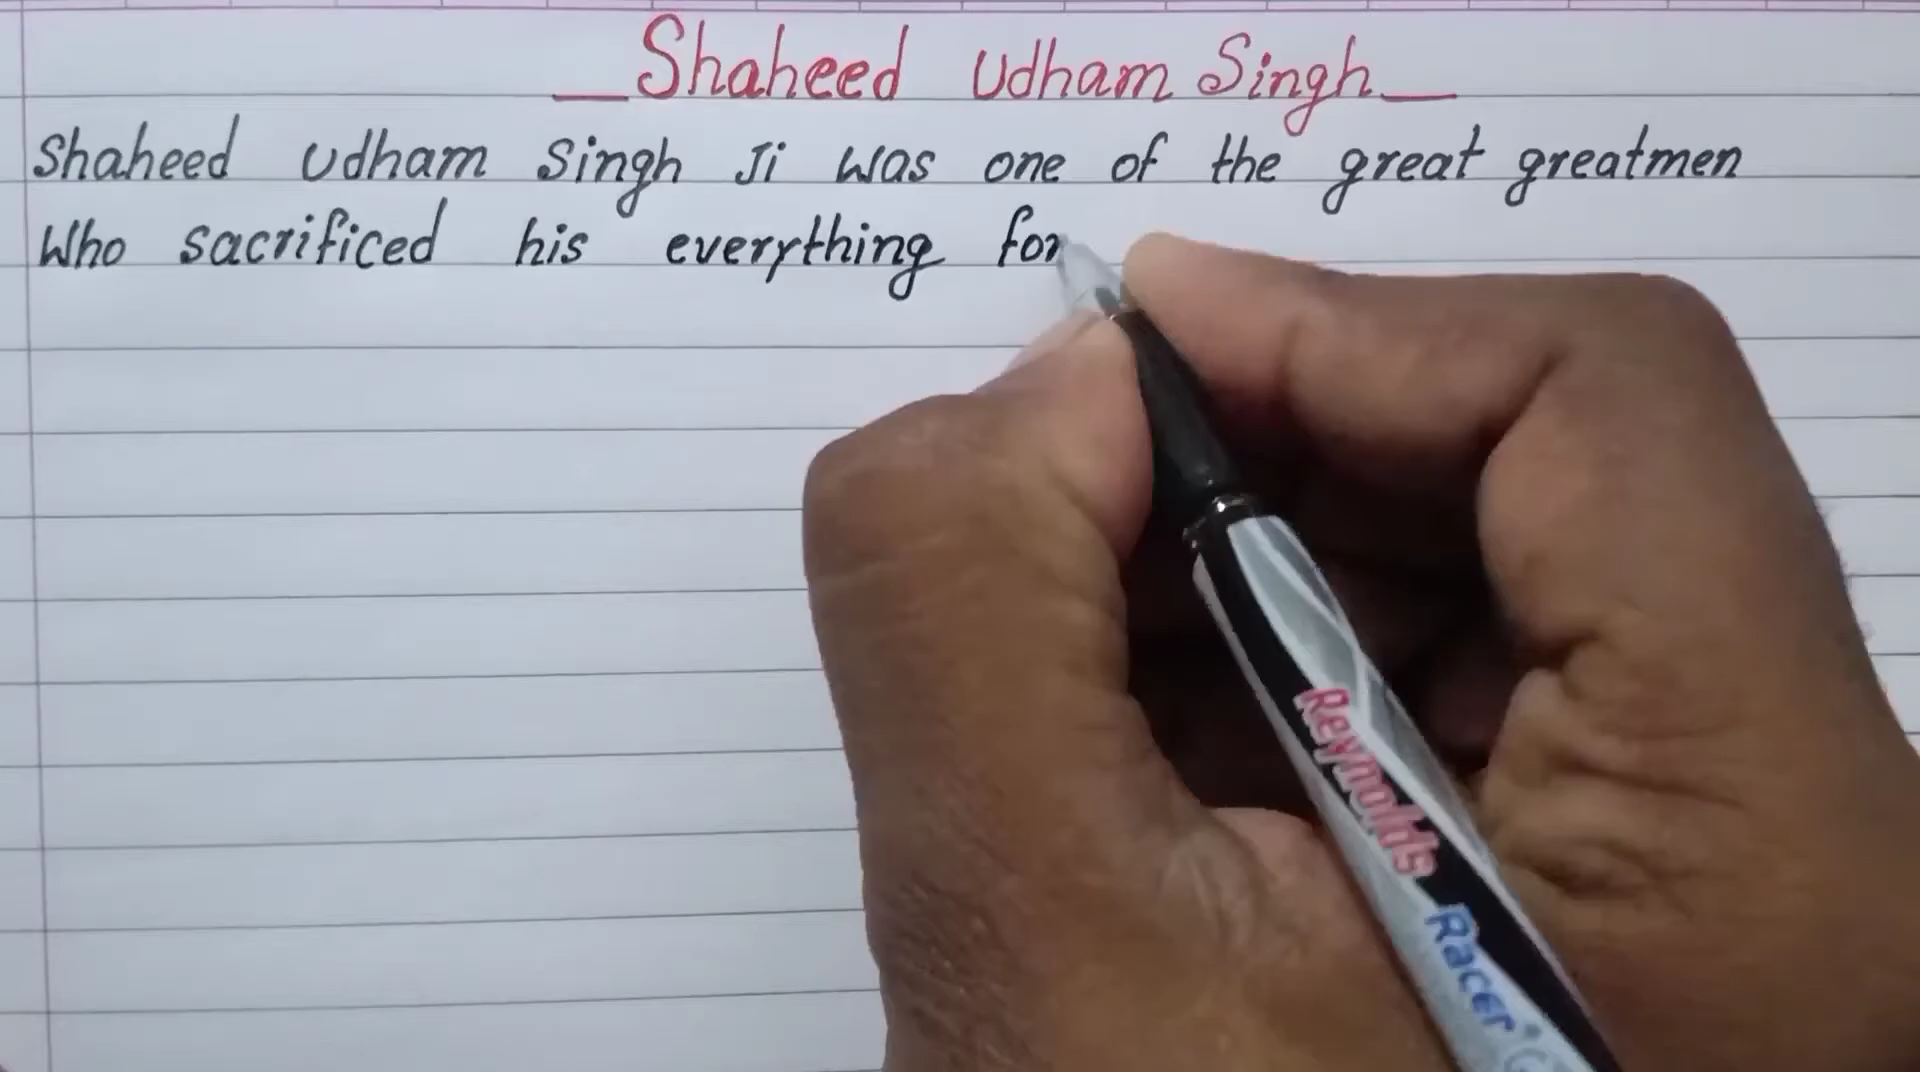 Shaheed Udham Singh
Shaheed Udham Singh Ji was one of the great greatmen
Who sacrificed his everything for
Reynolds
Racer